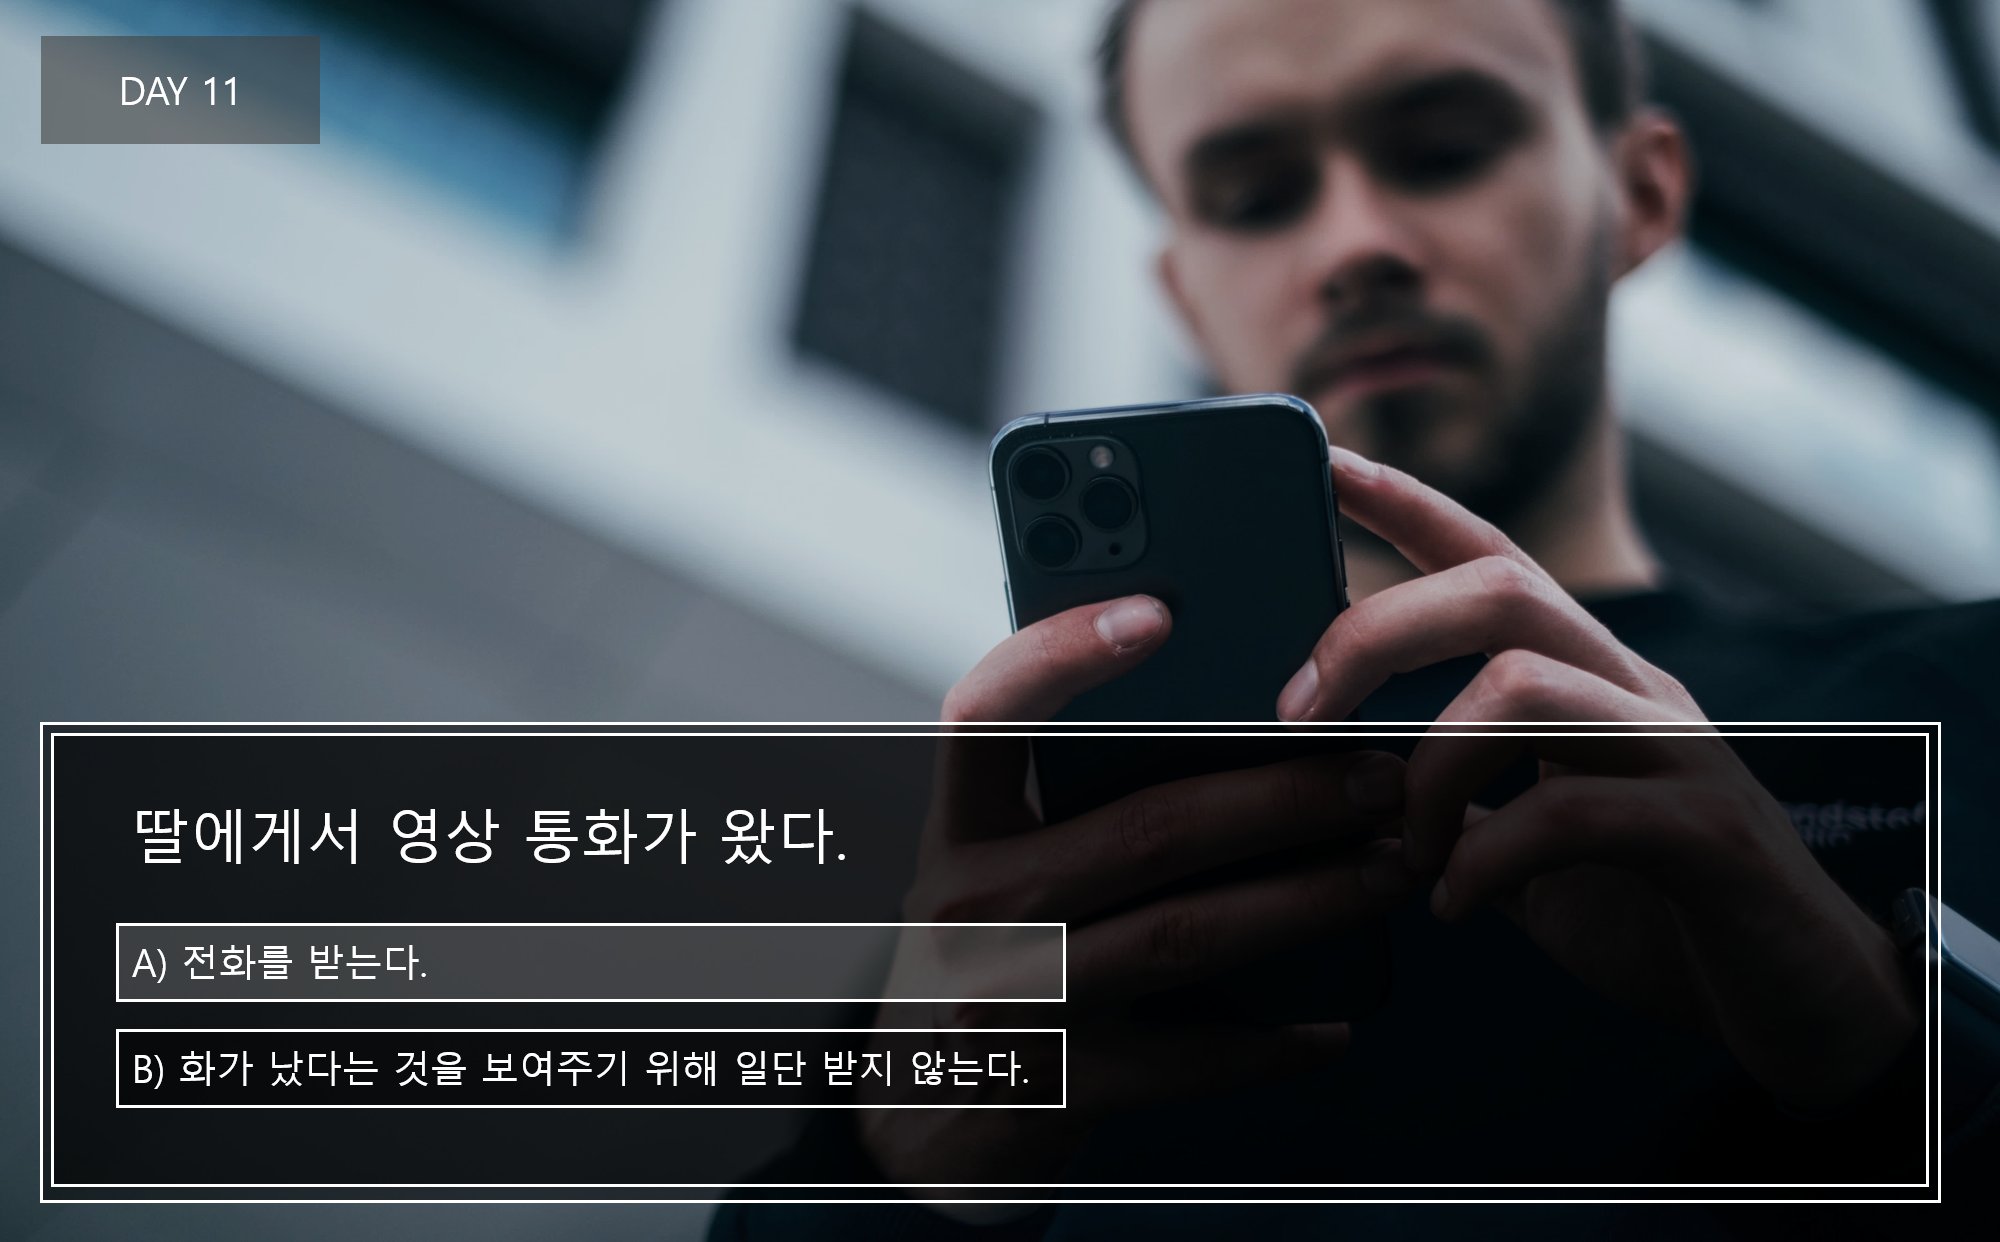 DAY 11
딸에게서 영상 통화가 왔다.
A) 전화를 받는다.
B) 화가 났다는 것을 보여주기 위해 일단 받지 않는다.